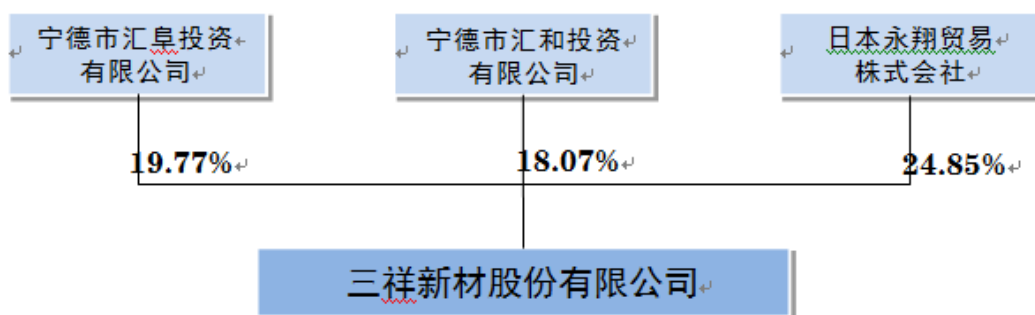 宁德市汇阜投资
有限公司
宁德市汇和投资
有限公司
日本永翔贸易
株式会社
19.77%
18.07%
24.85%
三祥新材股份有限公司